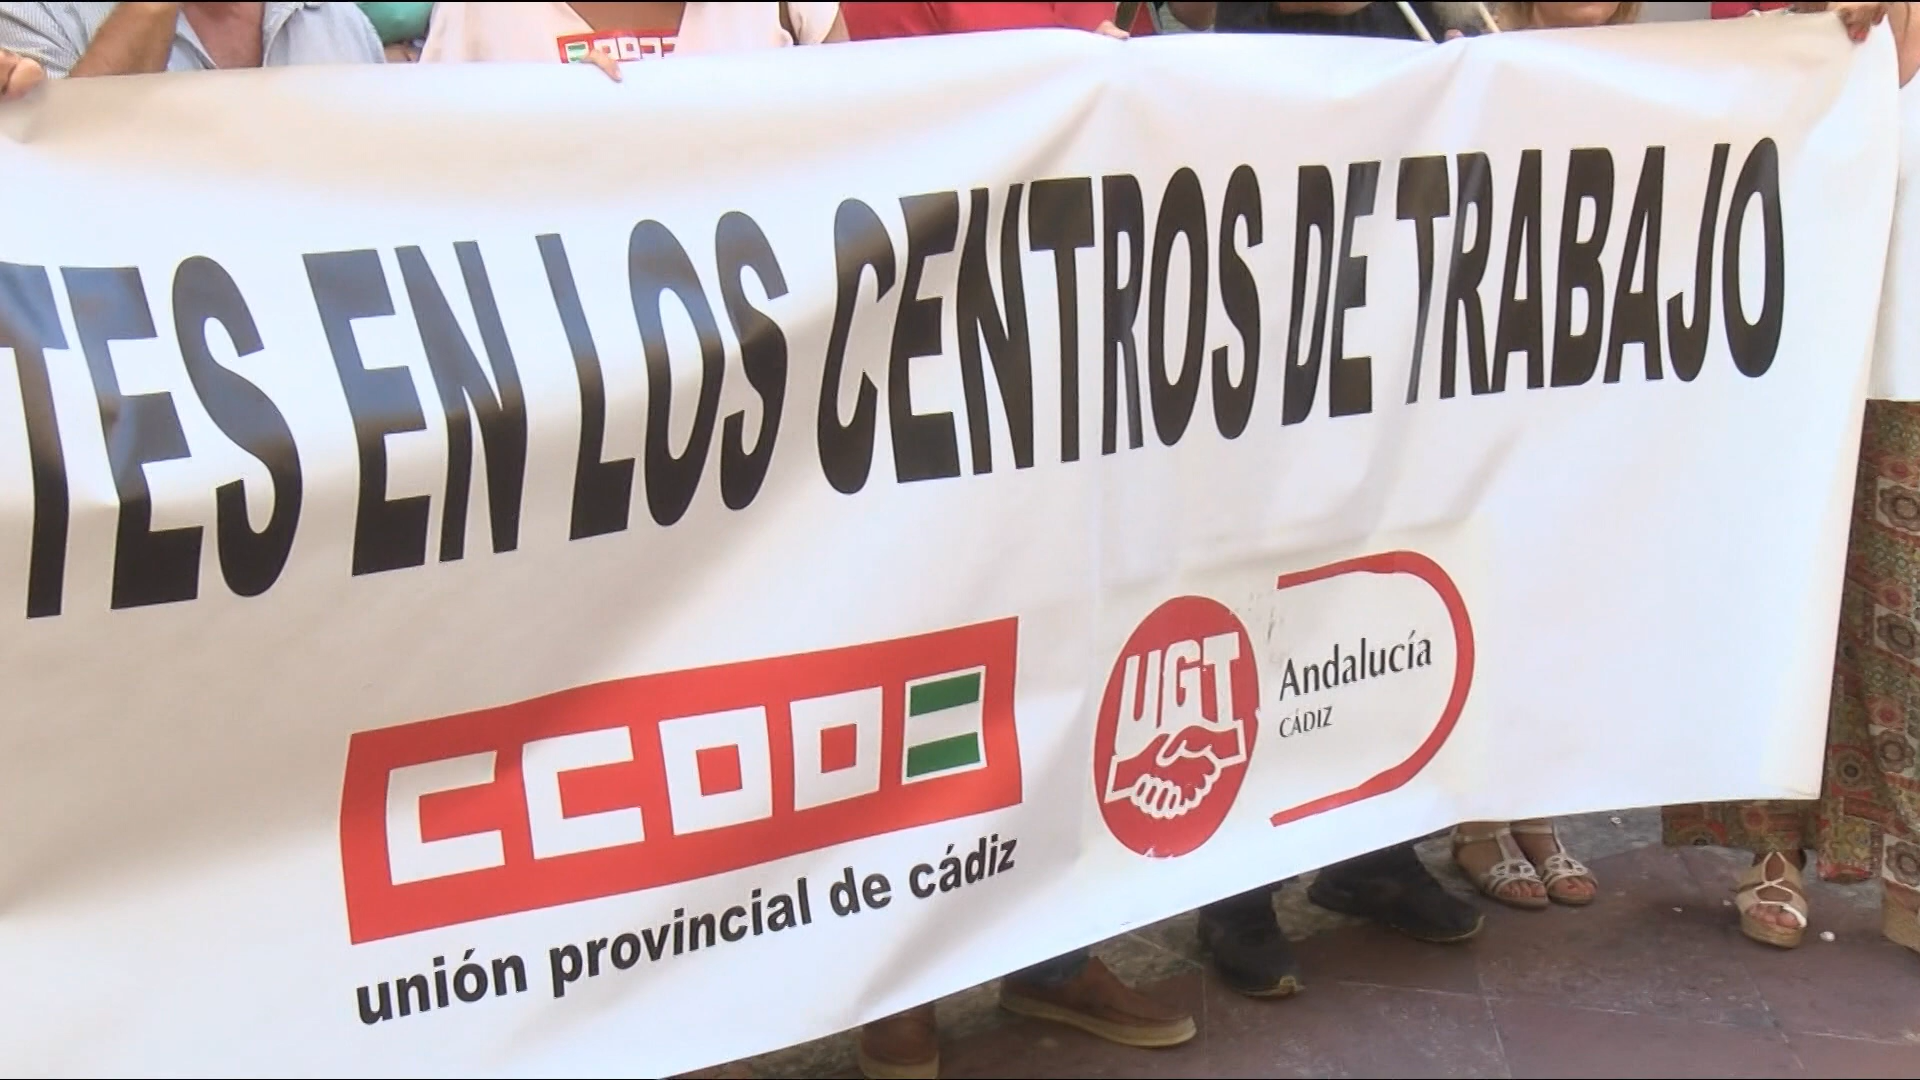 TES EN LOS CENTROS DE TRABAJO
CCOO
unión provincial de cádiz
UGT
Andalucía
CÁDIZ